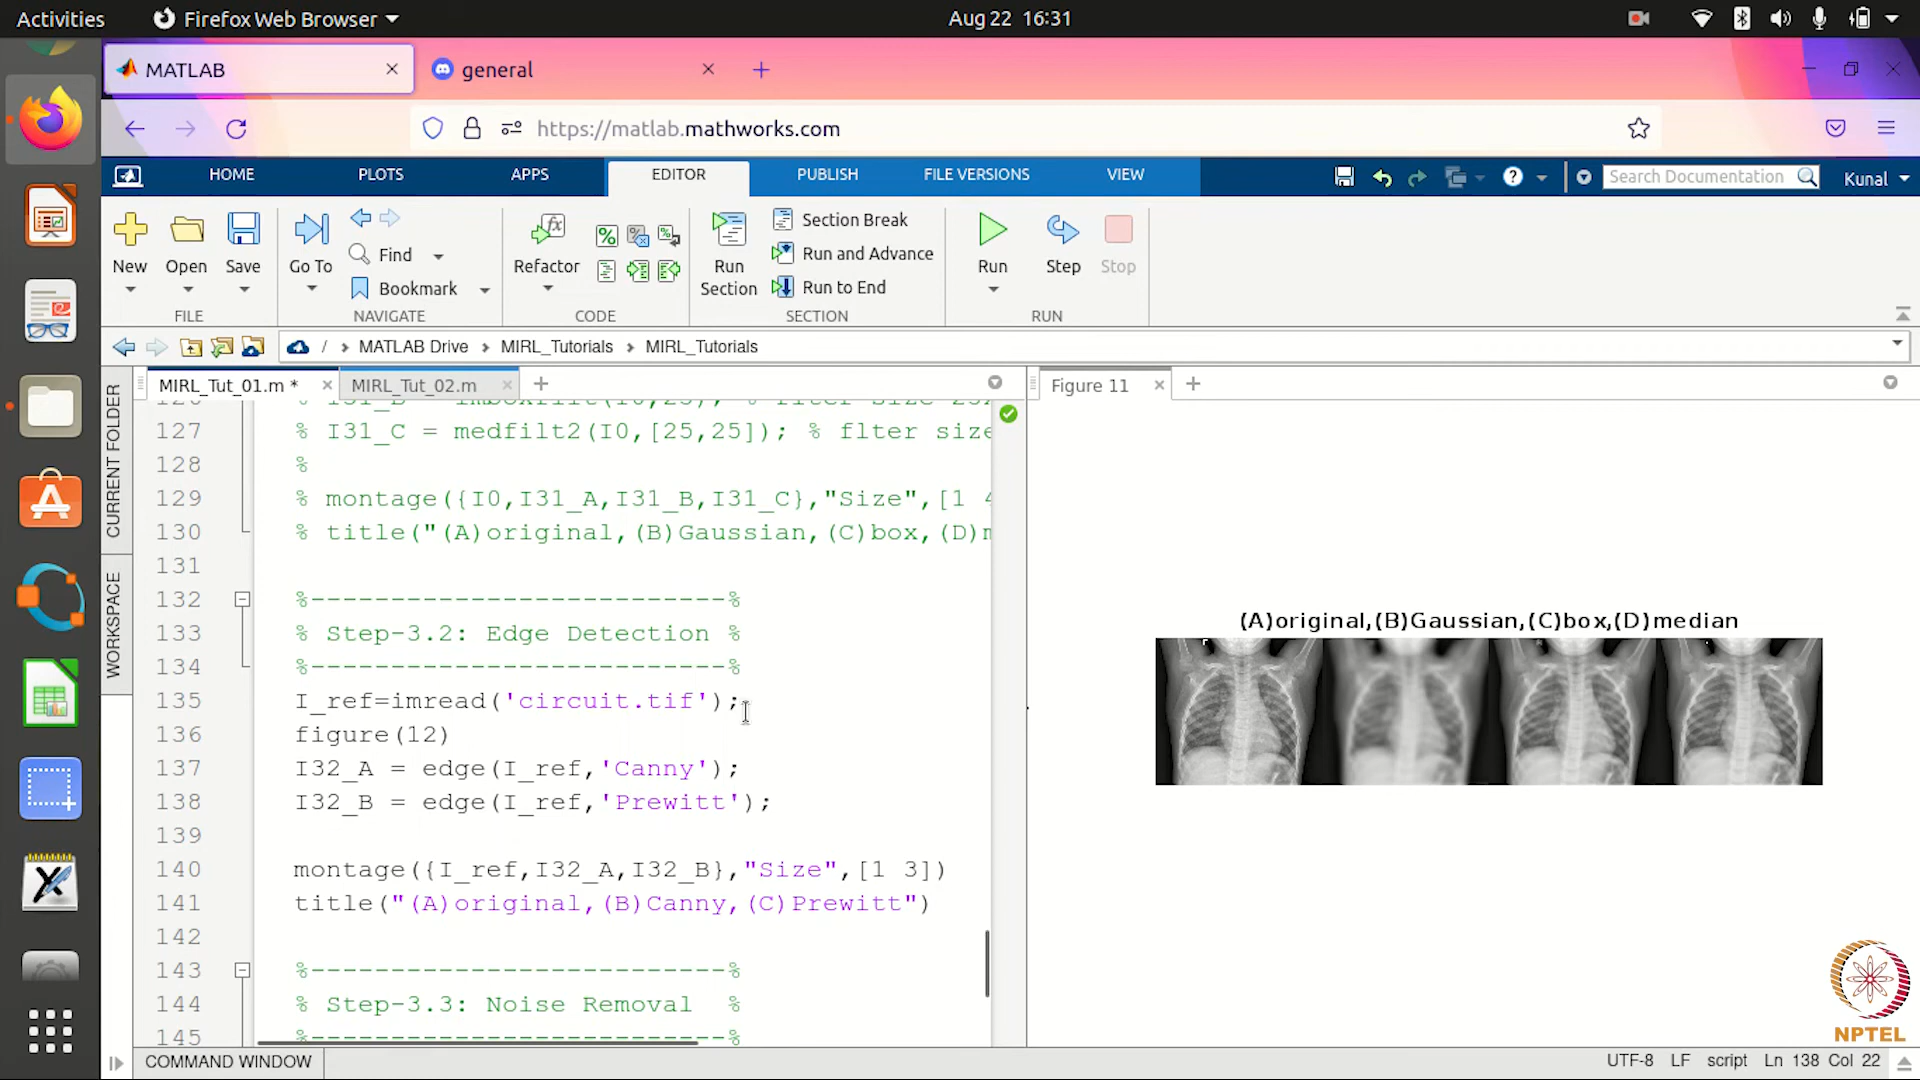 Activities
Firefox Web Browser
Aug 22 16:31
MATLAB
general
https://matlab.mathworks.com
HOME
PLOTS
APPS
EDITOR
PUBLISH
FILE VERSIONS
VIEW
Search Documentation
Kunal
New
Open
Save
Go To
Find
Bookmark
Refactor
Run Section
Section Break
Run and Advance
Run to End
Run
Step
Stop
FILE
NAVIGATE
CODE
SECTION
RUN
/ MATLAB Drive MIRL_Tutorials MIRL_Tutorials
CURRENT FOLDER
WORKSPACE
MIRL_Tut_01.m *
MIRL_Tut_02.m
Figure 11
127 % I31_C = medfilt2(I0,[25,25]); % flter size
128 %
129 % montage({I0,I31_A,I31_B,I31_C},"Size",[1 4
130 % title("(A)original,(B)Gaussian,(C)box,(D)m
131
132 %--------------------------%
133 % Step-3.2: Edge Detection %
134 %--------------------------%
135 I_ref=imread('circuit.tif');
136 figure(12)
137 I32_A = edge(I_ref,'Canny');
138 I32_B = edge(I_ref,'Prewitt');
139
140 montage({I_ref,I32_A,I32_B},"Size",[1 3])
141 title("(A)original,(B)Canny,(C)Prewitt")
142
143 %--------------------------%
144 % Step-3.3: Noise Removal %
145 %--------------------------%
(A)original,(B)Gaussian,(C)box,(D)median
NPTEL
COMMAND WINDOW
UTF-8 LF script Ln 138 Col 22